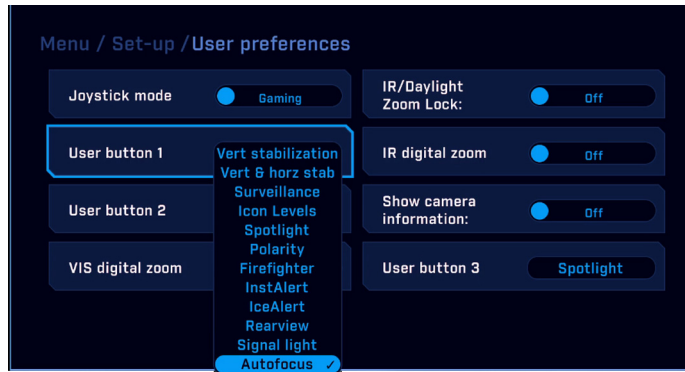 Menu / Set-up /User preferences
Joystick mode
Gaming
IR/Daylight
Zoom Lock:
Off
User button 1
Vert stabilization
Vert & horz stab
Surveillance
Icon Levels
Spotlight
Polarity
Firefighter
InstAlert
IceAlert
Rearview
Signal light
Autofocus ✓
IR digital zoom
Off
User button 2
Show camera
information:
Off
VIS digital zoom
User button 3
Spotlight